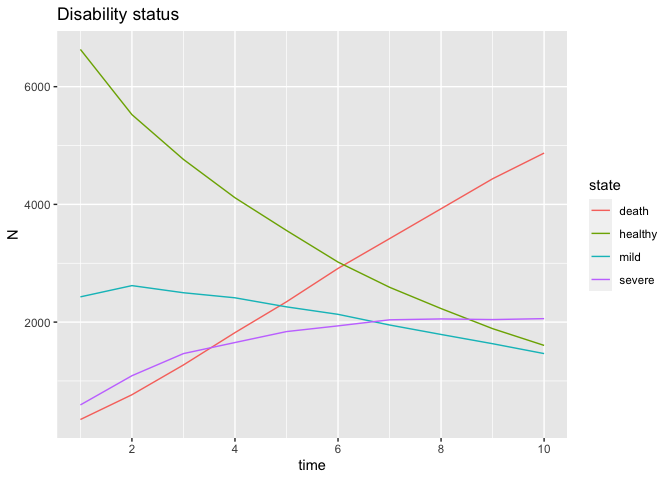 Disability status
6000
4000
2000
N
2
4
6
8
10
time
state
death
healthy
mild
severe